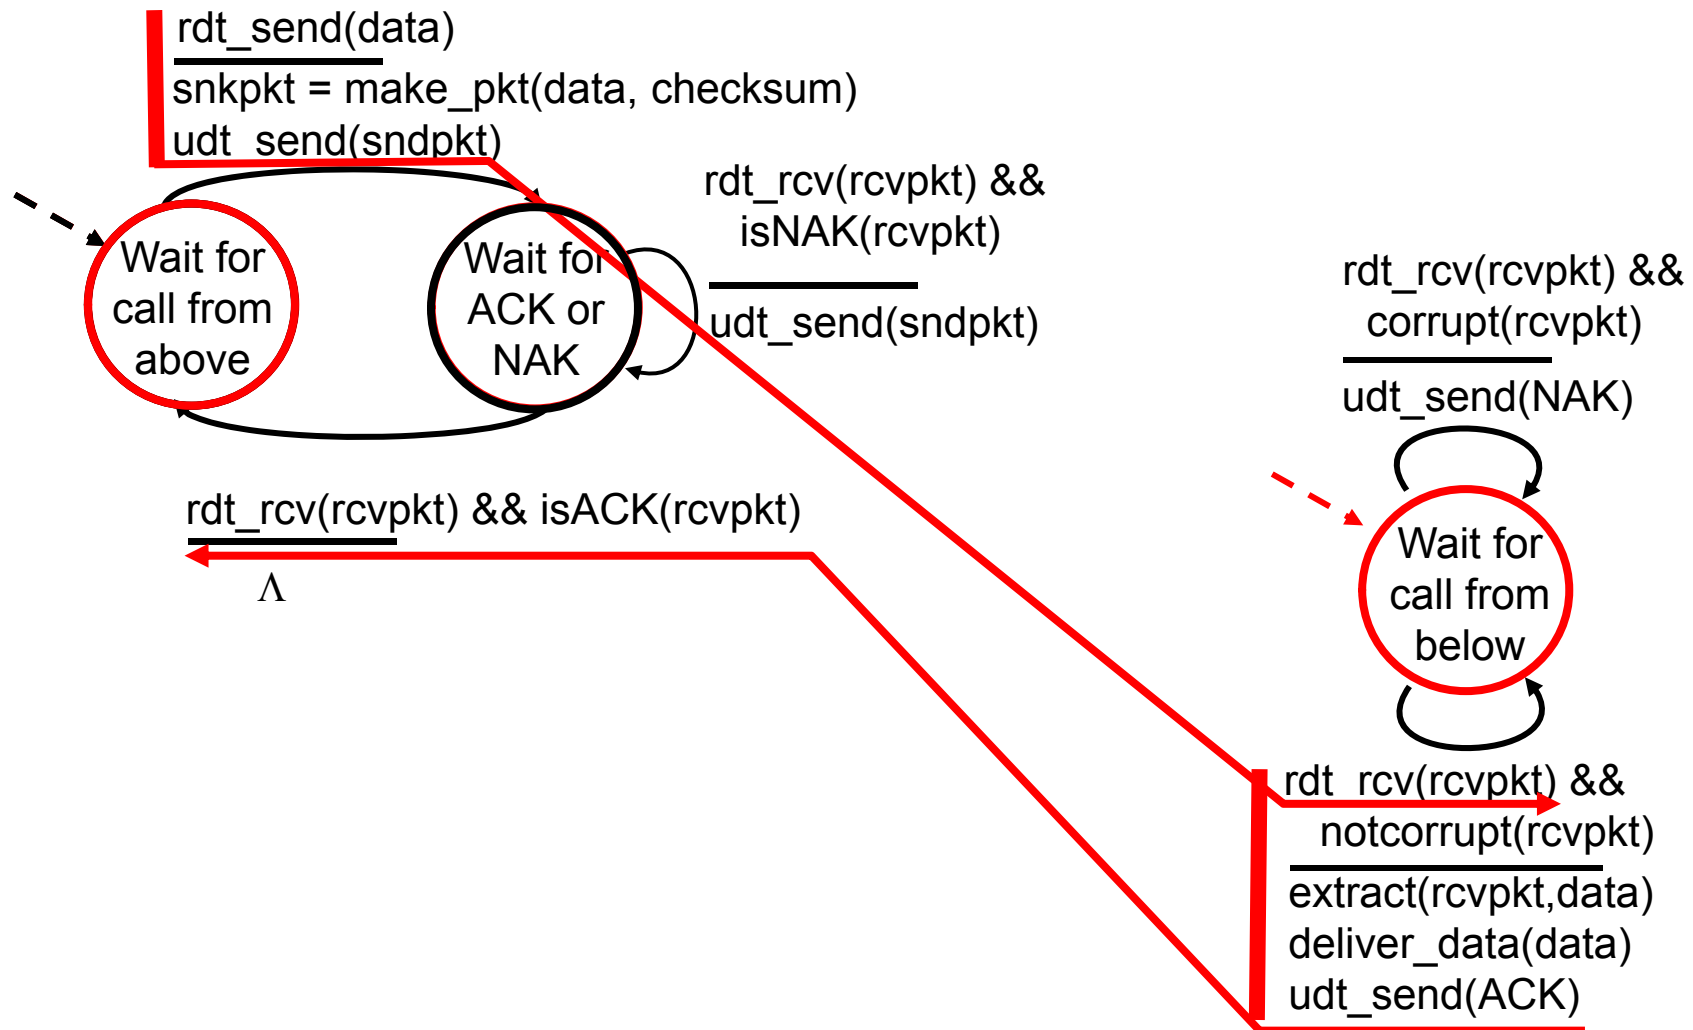 rdt_send(data)
snkpkt = make_pkt(data, checksum)
udt_send(sndpkt)
rdt_rcv(rcvpkt) &&
isNAK(rcvpkt)
udt_send(sndpkt)
Wait for
call from
above
Wait for
ACK or
NAK
rdt_rcv(rcvpkt) && isACK(rcvpkt)
Λ
rdt_rcv(rcvpkt) &&
corrupt(rcvpkt)
udt_send(NAK)
Wait for
call from
below
rdt_rcv(rcvpkt) &&
notcorrupt(rcvpkt)
extract(rcvpkt,data)
deliver_data(data)
udt_send(ACK)